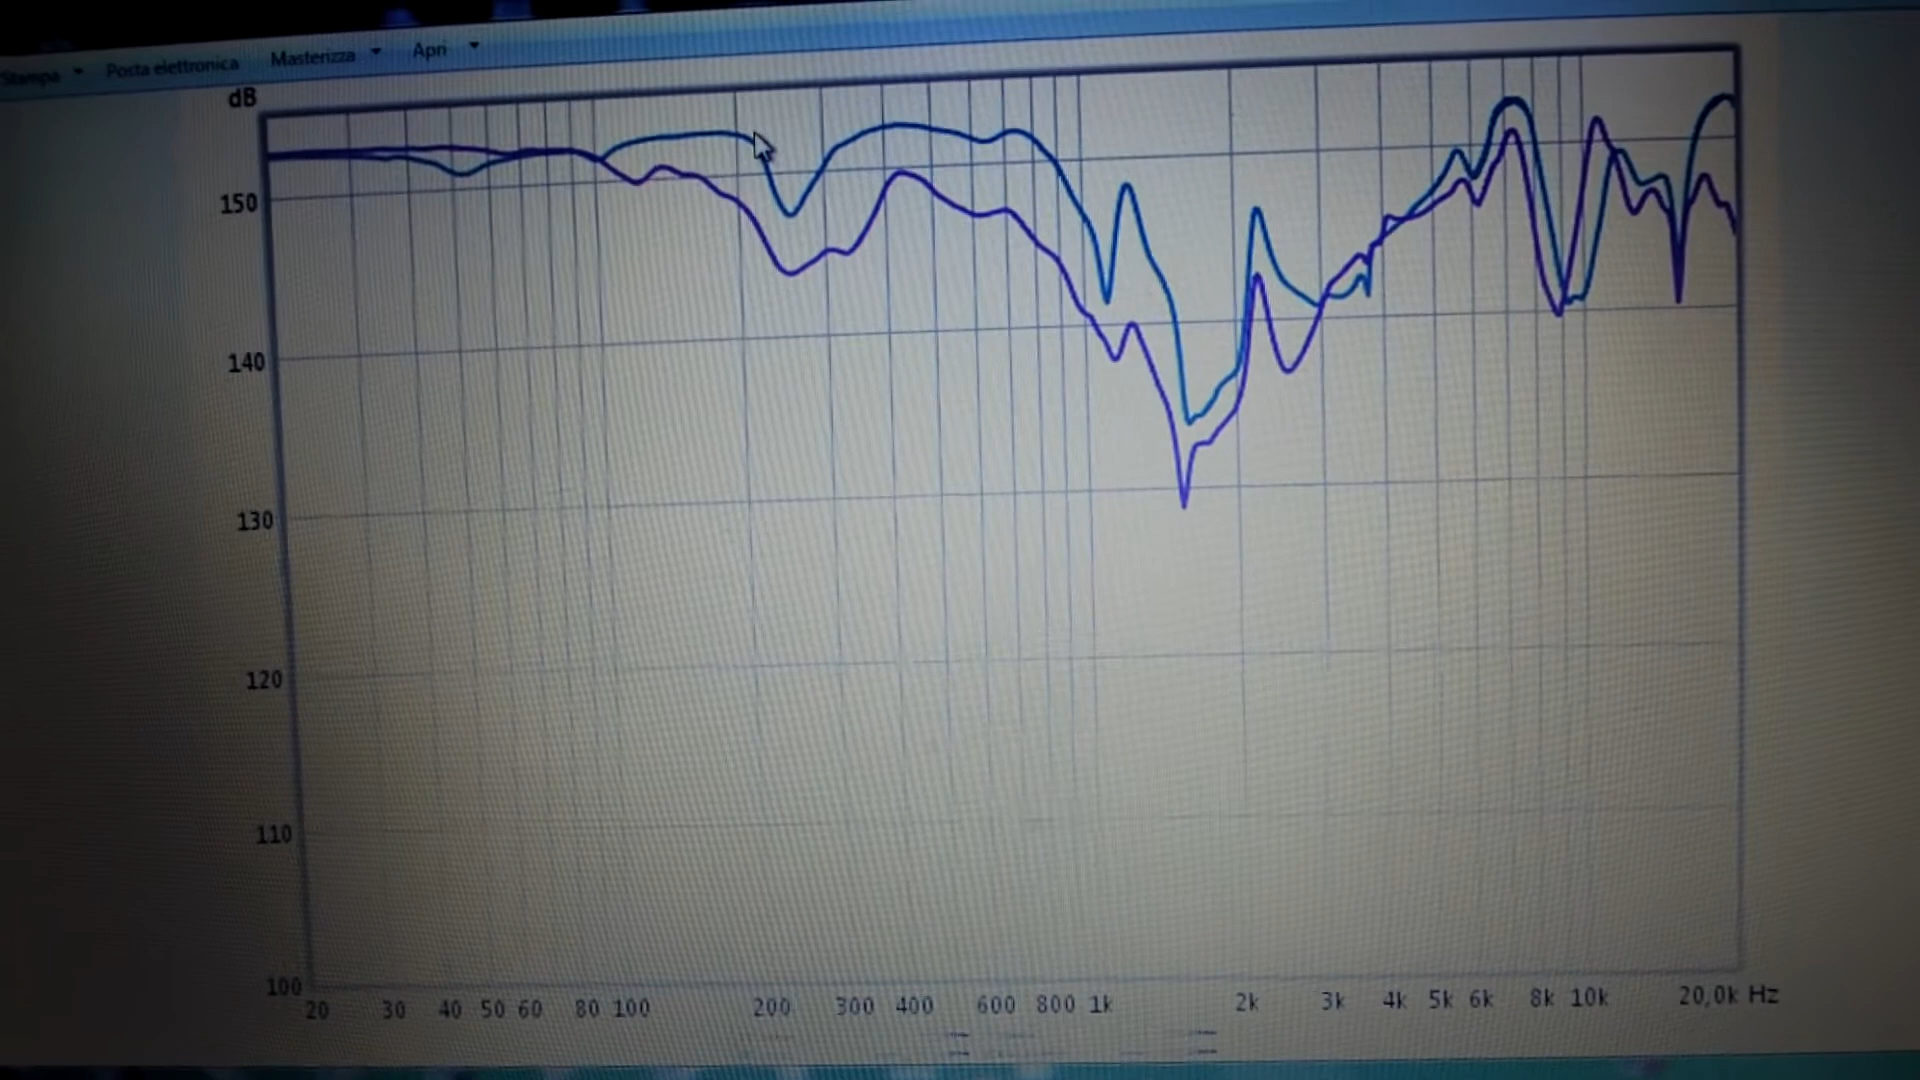 Stampa Posta elettronica Masterizza Apri
dB
150
140
130
120
110
100
20 30 40 50 60 80 100 200 300 400 600 800 1k 2k 3k 4k 5k 6k 8k 10k 20,0k Hz